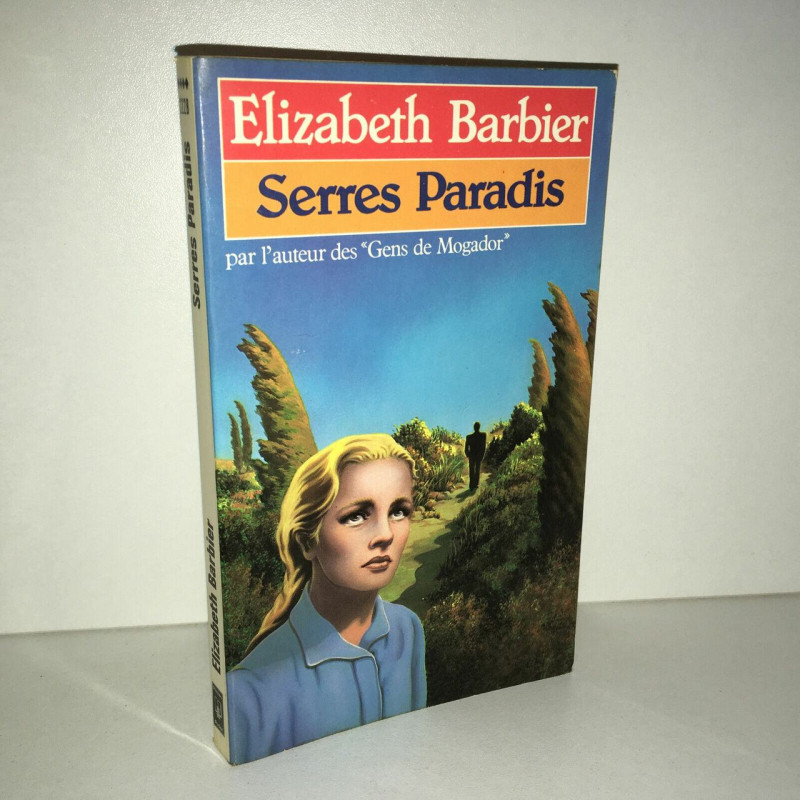 Elizabeth Barbier
Serres Paradis
par l'auteur des «Gens de Mogador»
Serres Paradis
Elizabeth Barbier